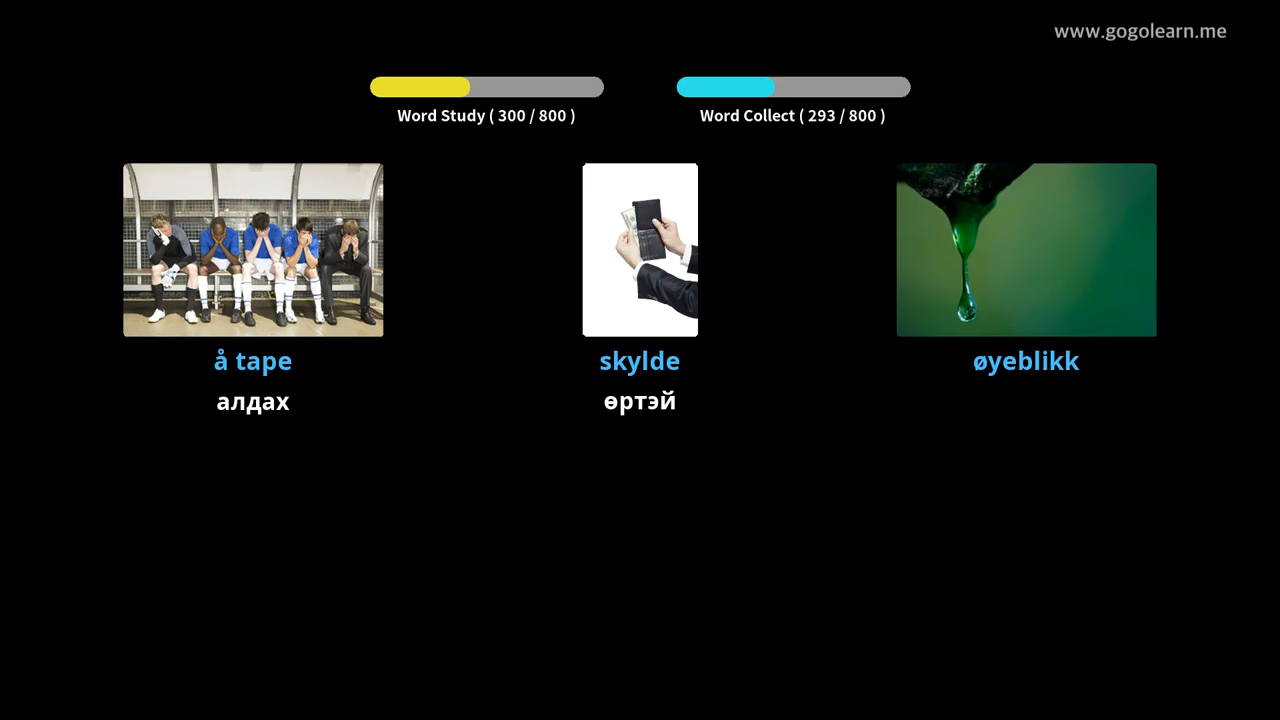 www.gogolearn.me
Word Study ( 300 / 800 )
Word Collect ( 293 / 800 )
å tape
skylde
øyeblikk
алдах
өртэй